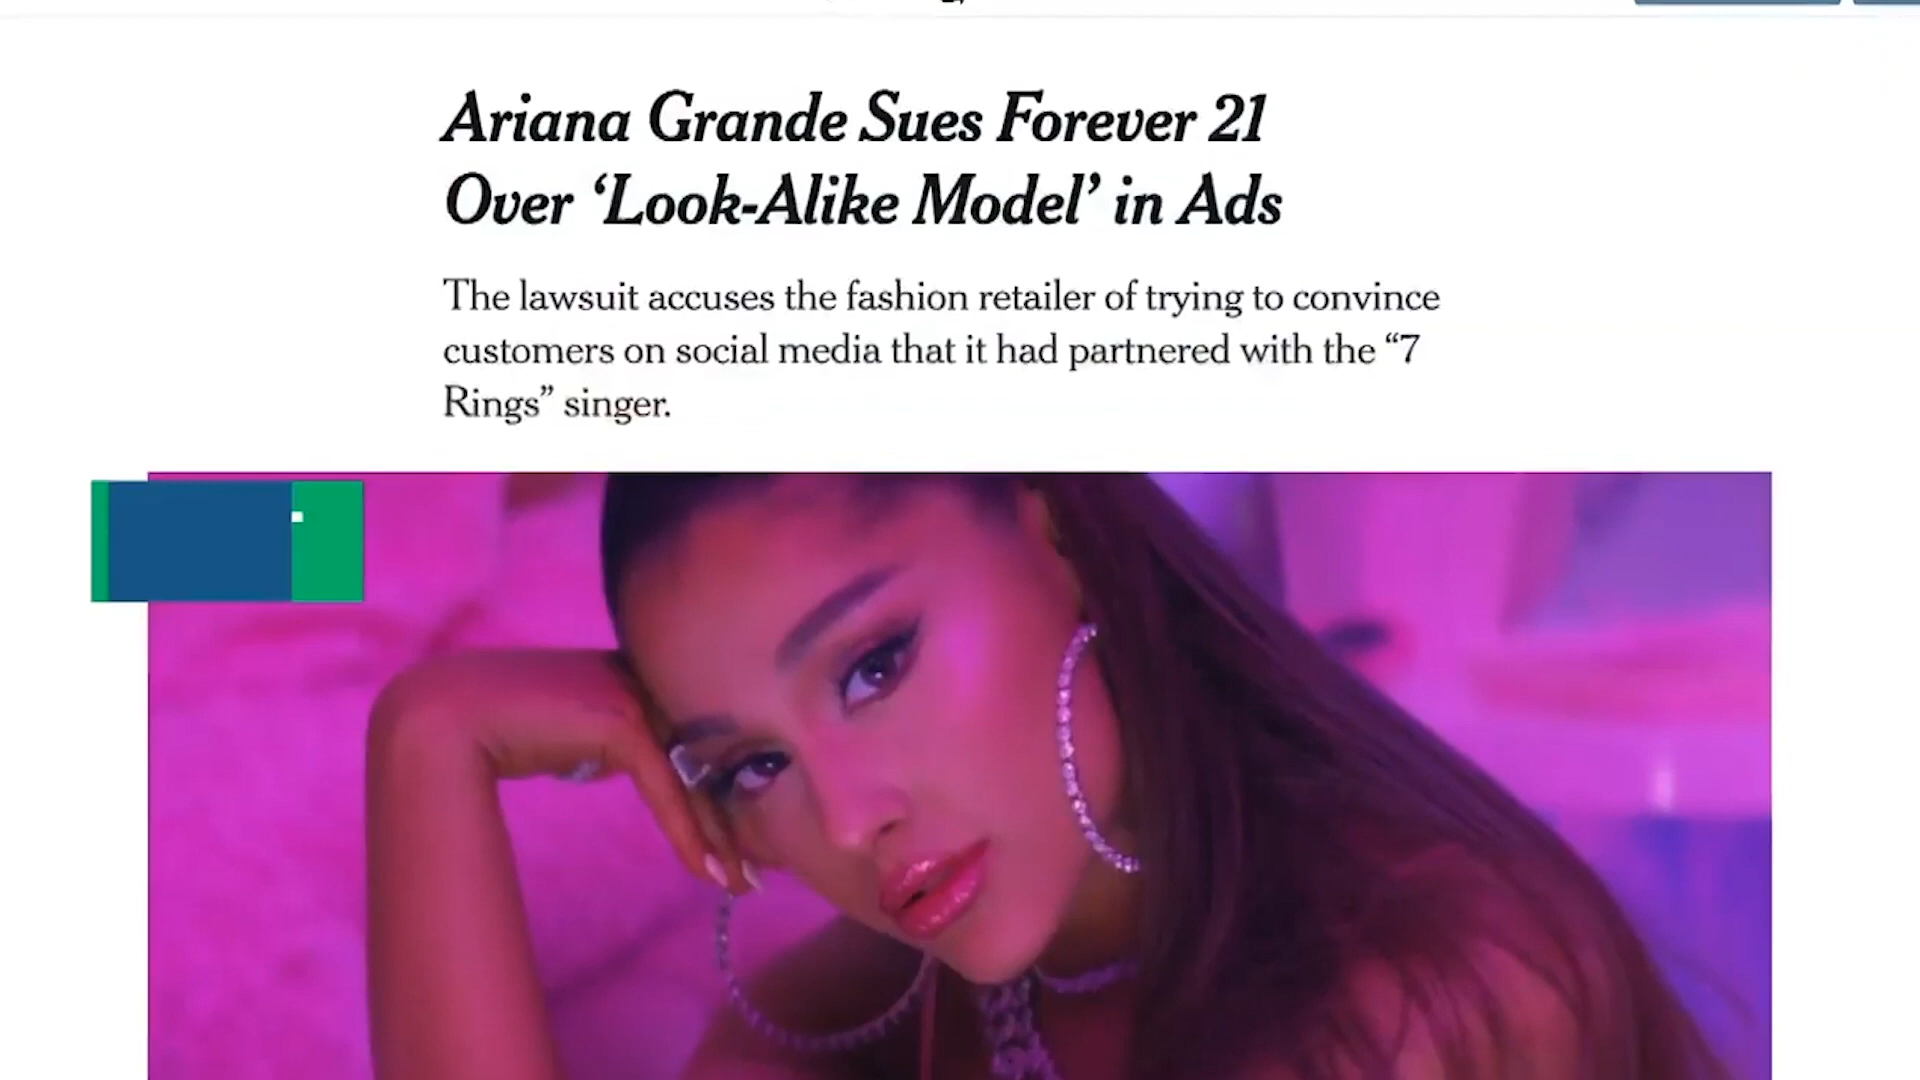 Ariana Grande Sues Forever 21
Over ‘Look-Alike Model’ in Ads
The lawsuit accuses the fashion retailer of trying to convince
customers on social media that it had partnered with the “7
Rings” singer.